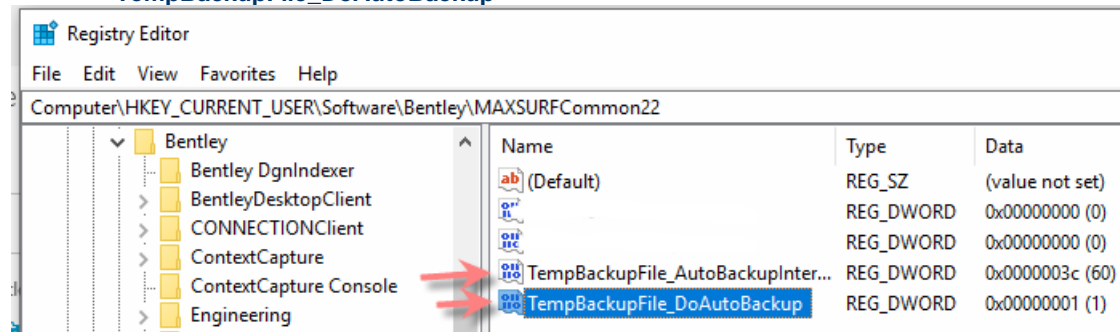 TempBackupFile_DoAutoBackup
Registry Editor
File Edit View Favorites Help
Computer\HKEY_CURRENT_USER\Software\Bentley\MAXSURFCommon22
Bentley
Bentley DgnIndexer
BentleyDesktopClient
CONNECTIONClient
ContextCapture
ContextCapture Console
Engineering
Name Type Data
(Default) REG_SZ (value not set)
REG_DWORD 0x00000000 (0)
REG_DWORD 0x00000000 (0)
TempBackupFile_AutoBackupInter... REG_DWORD 0x0000003c (60)
TempBackupFile_DoAutoBackup REG_DWORD 0x00000001 (1)